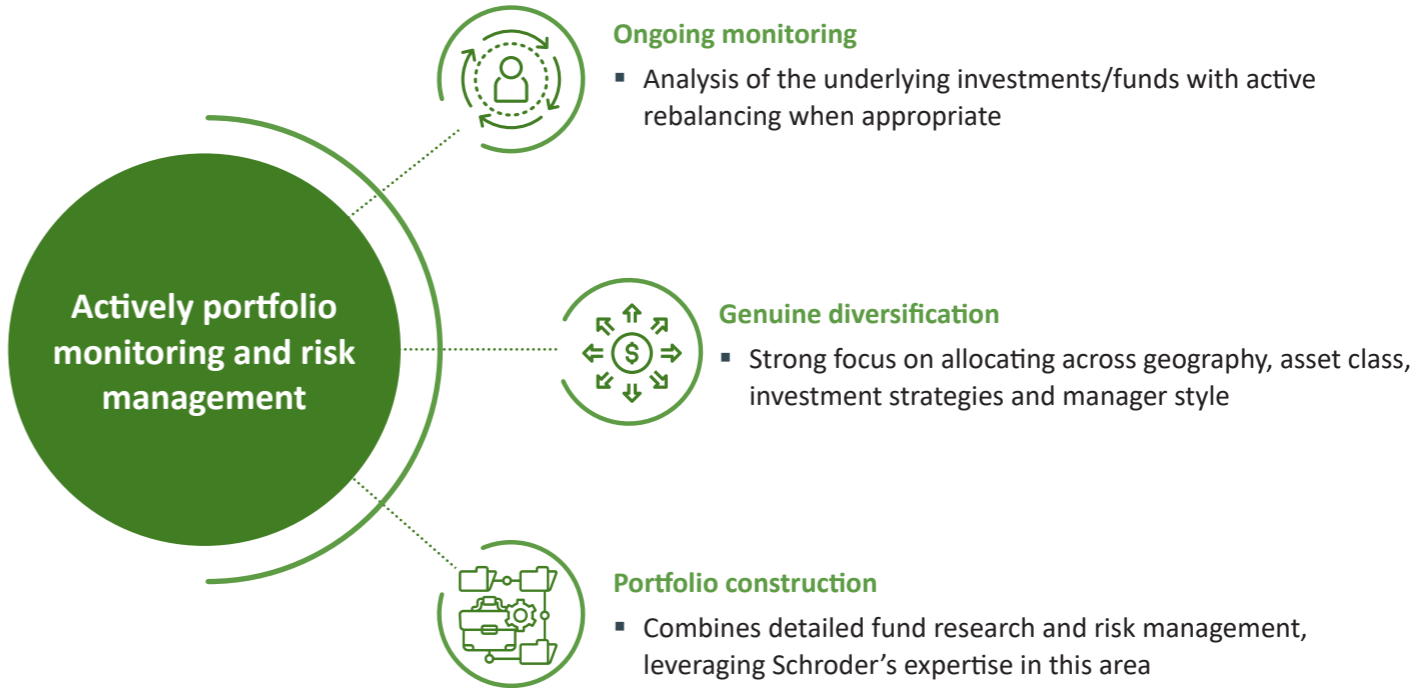 Ongoing monitoring
▪ Analysis of the underlying investments/funds with active
rebalancing when appropriate
Actively portfolio
monitoring and risk
management
Genuine diversification
▪ Strong focus on allocating across geography, asset class,
investment strategies and manager style
$
Portfolio construction
▪ Combines detailed fund research and risk management,
leveraging Schroder’s expertise in this area